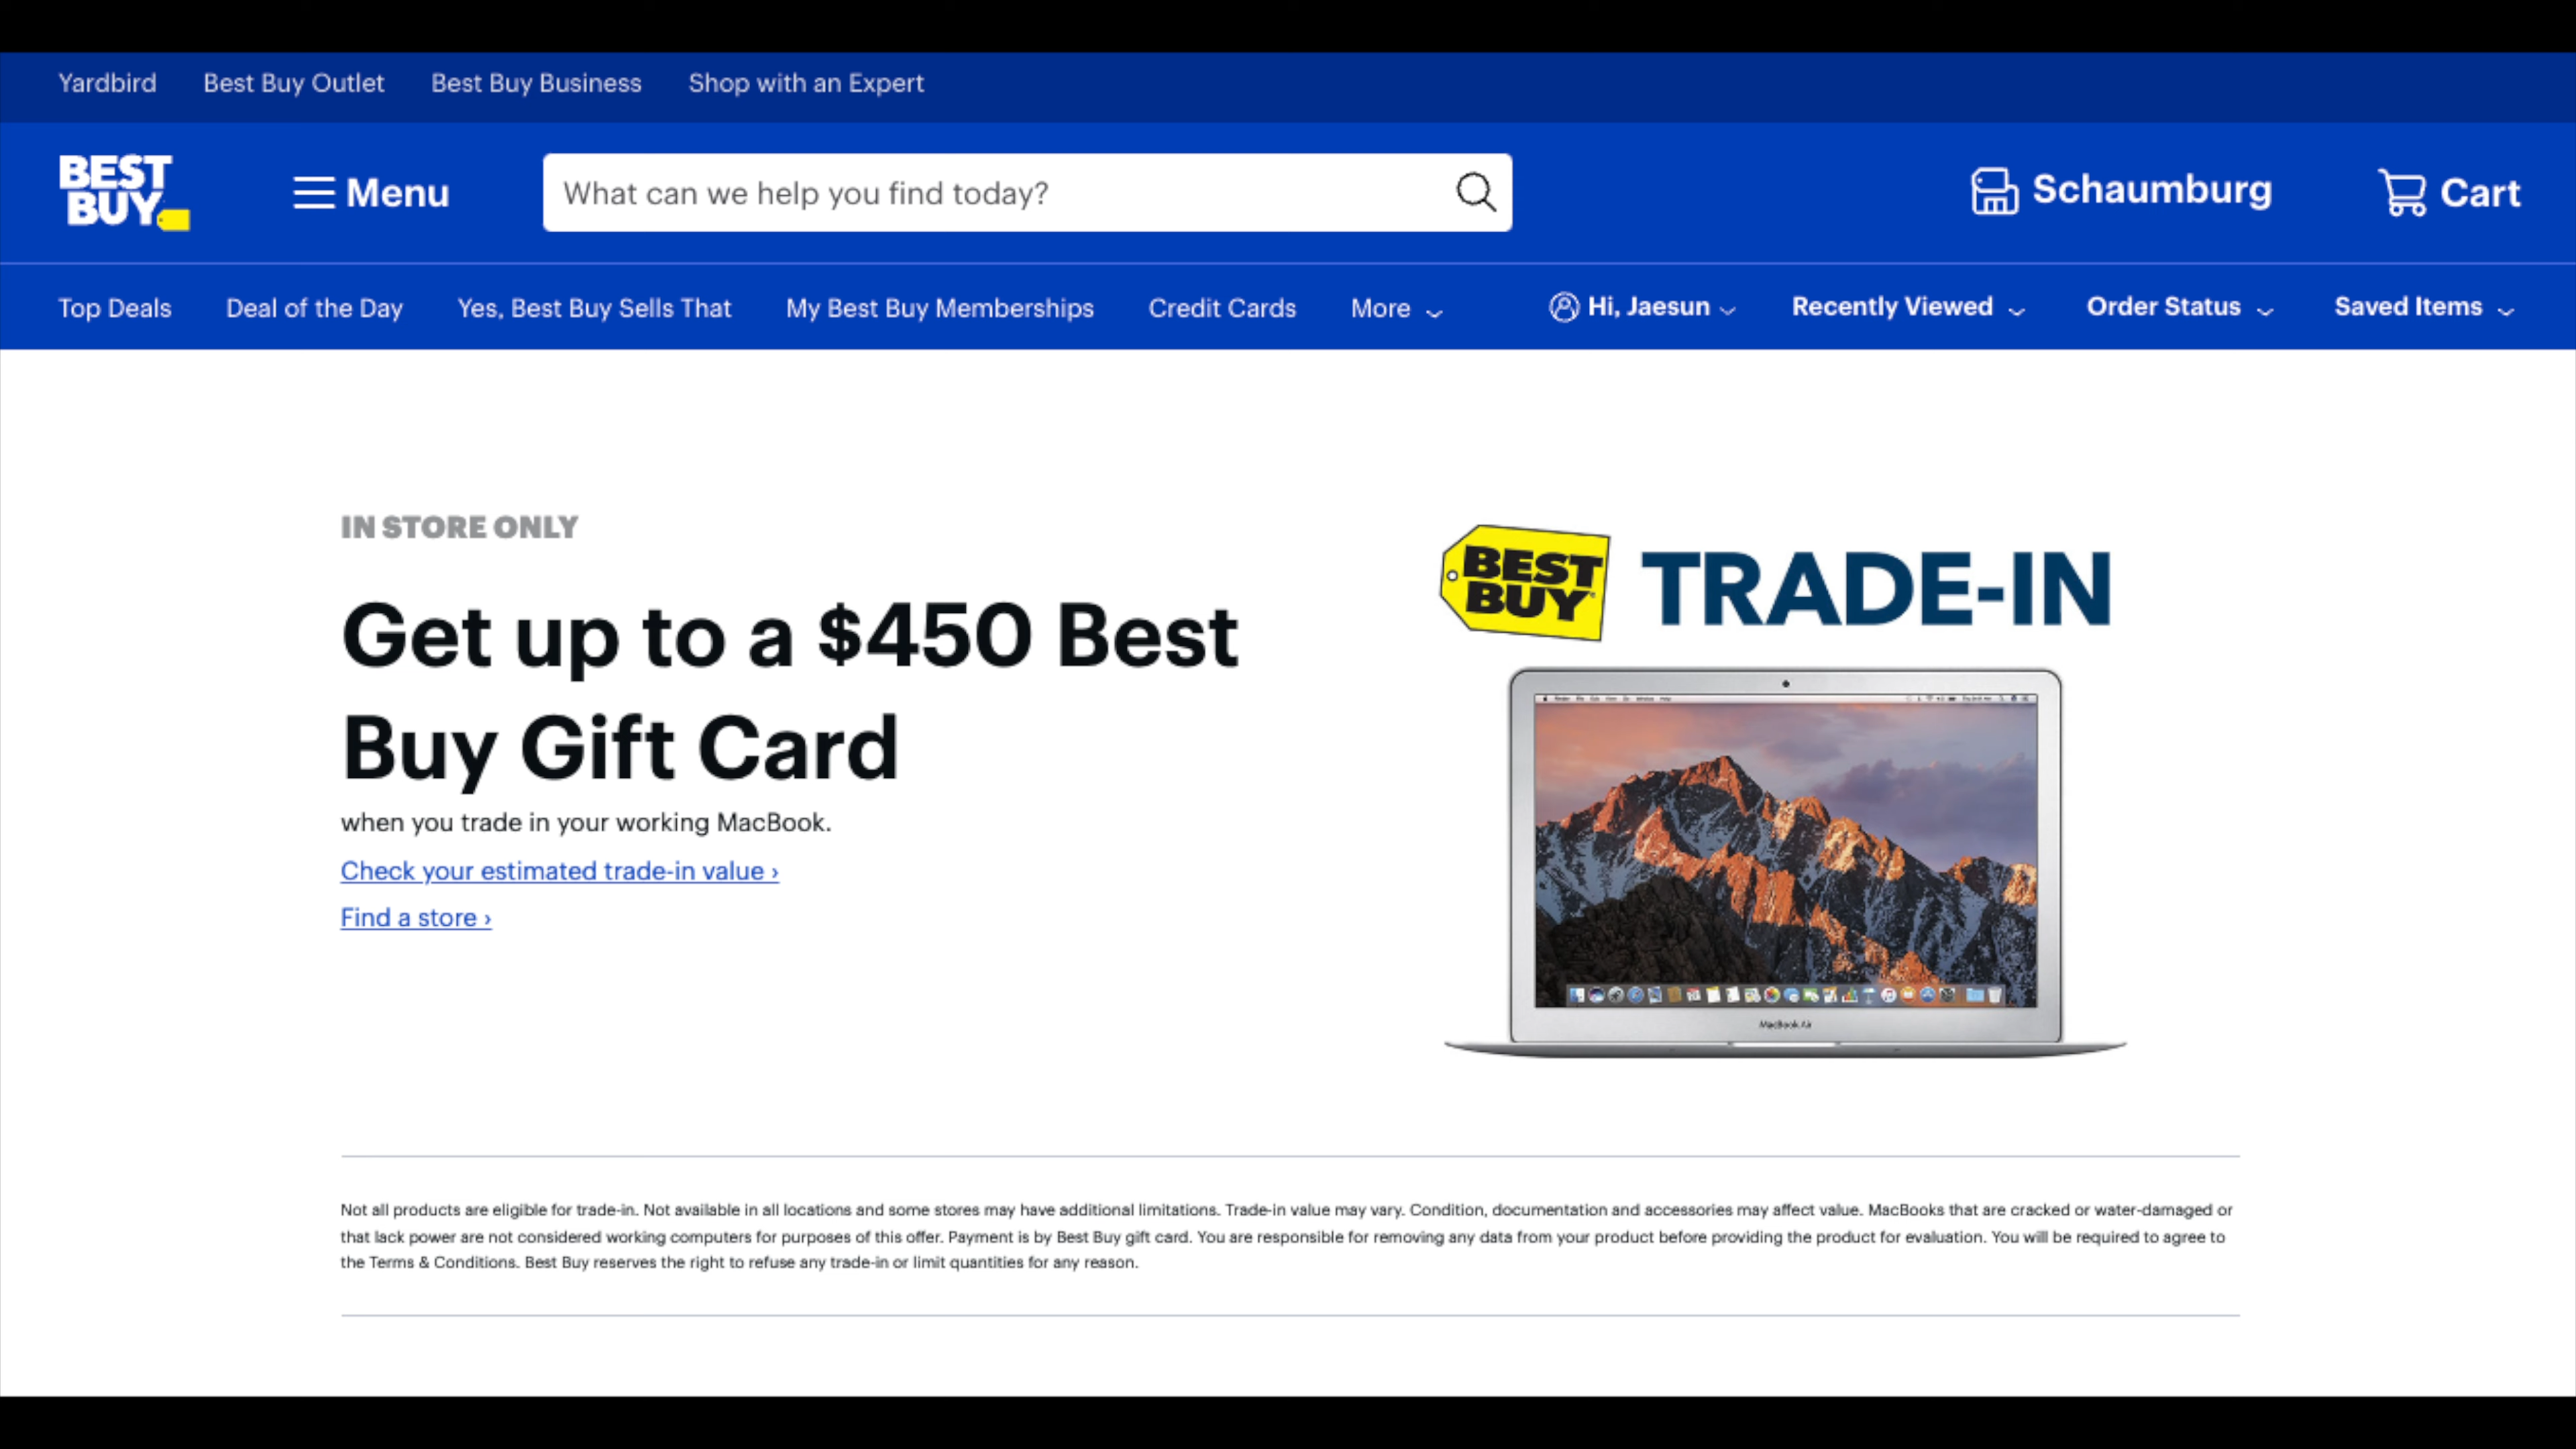 Yardbird Best Buy Outlet Best Buy Business Shop with an Expert
BEST
BUY
Menu
What can we help you find today?
Schaumburg
Cart
Top Deals Deal of the Day Yes, Best Buy Sells That My Best Buy Memberships Credit Cards More Hi, Jaesun Recently Viewed Order Status Saved Items
IN STORE ONLY
Get up to a $450 Best
Buy Gift Card
when you trade in your working MacBook.
Check your estimated trade-in value ›
Find a store ›
BEST
BUY
TRADE-IN
MacBook Air
Not all products are eligible for trade-in. Not available in all locations and some stores may have additional limitations. Trade-in value may vary. Condition, documentation and accessories may affect value. MacBooks that are cracked or water-damaged or
that lack power are not considered working computers for purposes of this offer. Payment is by Best Buy gift card. You are responsible for removing any data from your product before providing the product for evaluation. You will be required to agree to
the Terms & Conditions. Best Buy reserves the right to refuse any trade-in or limit quantities for any reason.